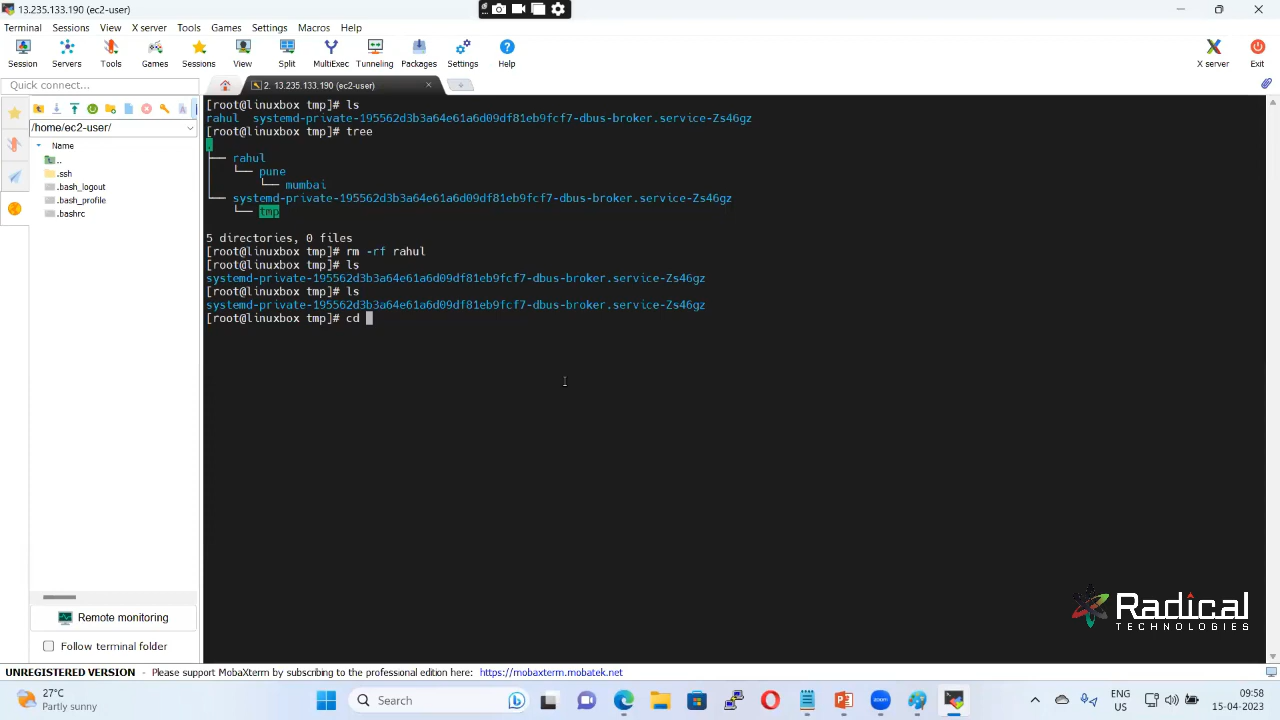 13.235.133.190 (ec2-user)
Terminal Sessions View X server Tools Games Settings Macros Help
Session Servers Tools Games Sessions View Split MultiExec Tunneling Packages Settings Help X server Exit
Quick connect...
2. 13.235.133.190 (ec2-user)
/home/ec2-user/
Name
..
.ssh
.bash_logout
.bash_profile
.bashrc
[root@linuxbox tmp]# ls
rahul systemd-private-195562d3b3a64e61a6d09df81eb9fcf7-dbus-broker.service-Zs46gz
[root@linuxbox tmp]# tree
.
├── rahul
│   └── pune
│       └── mumbai
└── systemd-private-195562d3b3a64e61a6d09df81eb9fcf7-dbus-broker.service-Zs46gz
    └── tmp
5 directories, 0 files
[root@linuxbox tmp]# rm -rf rahul
[root@linuxbox tmp]# ls
systemd-private-195562d3b3a64e61a6d09df81eb9fcf7-dbus-broker.service-Zs46gz
[root@linuxbox tmp]# ls
systemd-private-195562d3b3a64e61a6d09df81eb9fcf7-dbus-broker.service-Zs46gz
[root@linuxbox tmp]# cd
Radical
TECHNOLOGIES
Remote monitoring
Follow terminal folder
UNREGISTERED VERSION - Please support MobaXterm by subscribing to the professional edition here: https://mobaxterm.mobatek.net
27°C
Partly sunny
Search
ENG
US
09:58
15-04-2023